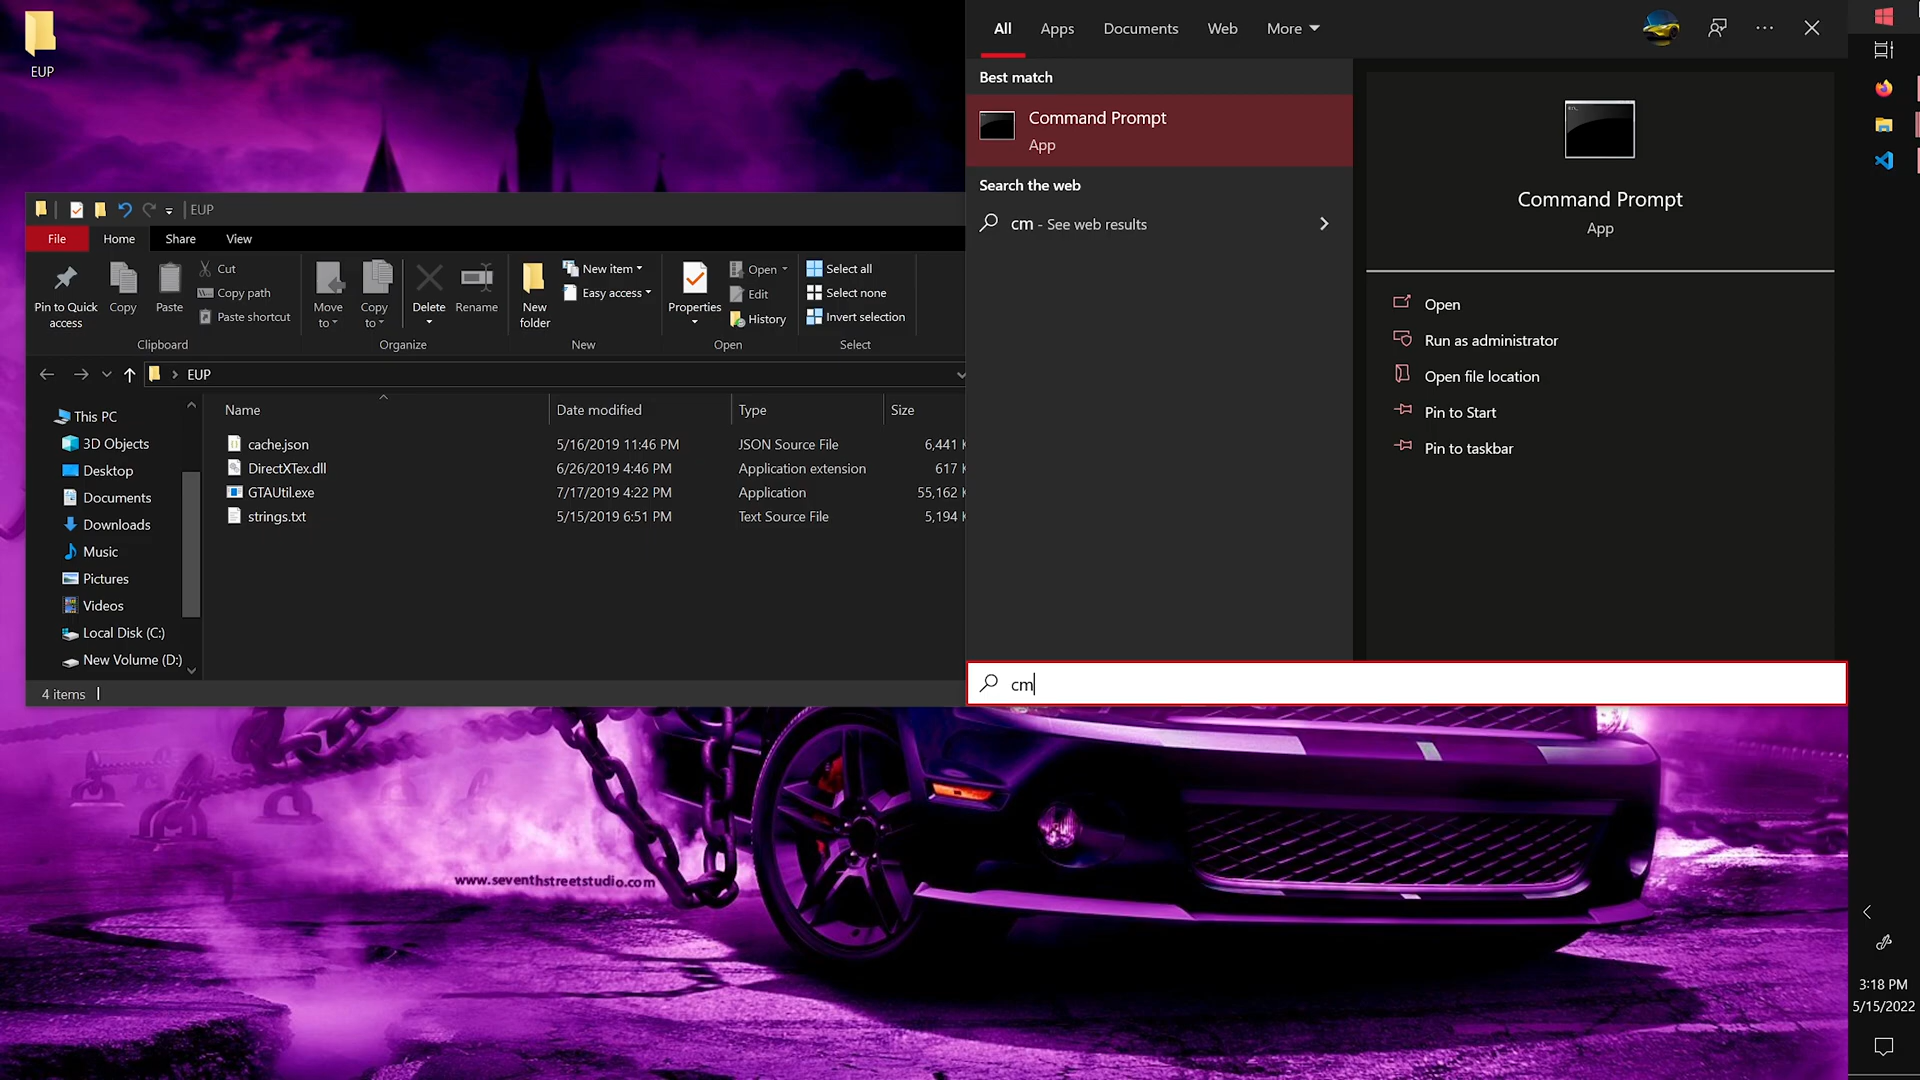 EUP
EUP
File Home Share View
Pin to Quick access
Copy
Paste
Cut
Copy path
Paste shortcut
Clipboard
Move to
Copy to
Delete
Rename
Organize
New folder
New item
Easy access
New
Properties
Open
Edit
History
Open
Select all
Select none
Invert selection
Select
EUP
This PC
3D Objects
Desktop
Documents
Downloads
Music
Pictures
Videos
Local Disk (C:)
New Volume (D:)
Name Date modified Type Size
cache.json 5/16/2019 11:46 PM JSON Source File 6,441 K
DirectXTex.dll 6/26/2019 4:46 PM Application extension 617 K
GTAUtil.exe 7/17/2019 4:22 PM Application 55,162 K
strings.txt 5/15/2019 6:51 PM Text Source File 5,194 K
4 items
All Apps Documents Web More
Best match
Command Prompt
App
Search the web
cm - See web results
Command Prompt
App
Open
Run as administrator
Open file location
Pin to Start
Pin to taskbar
cm
www.seventhstreetstudio.com
3:18 PM
5/15/2022